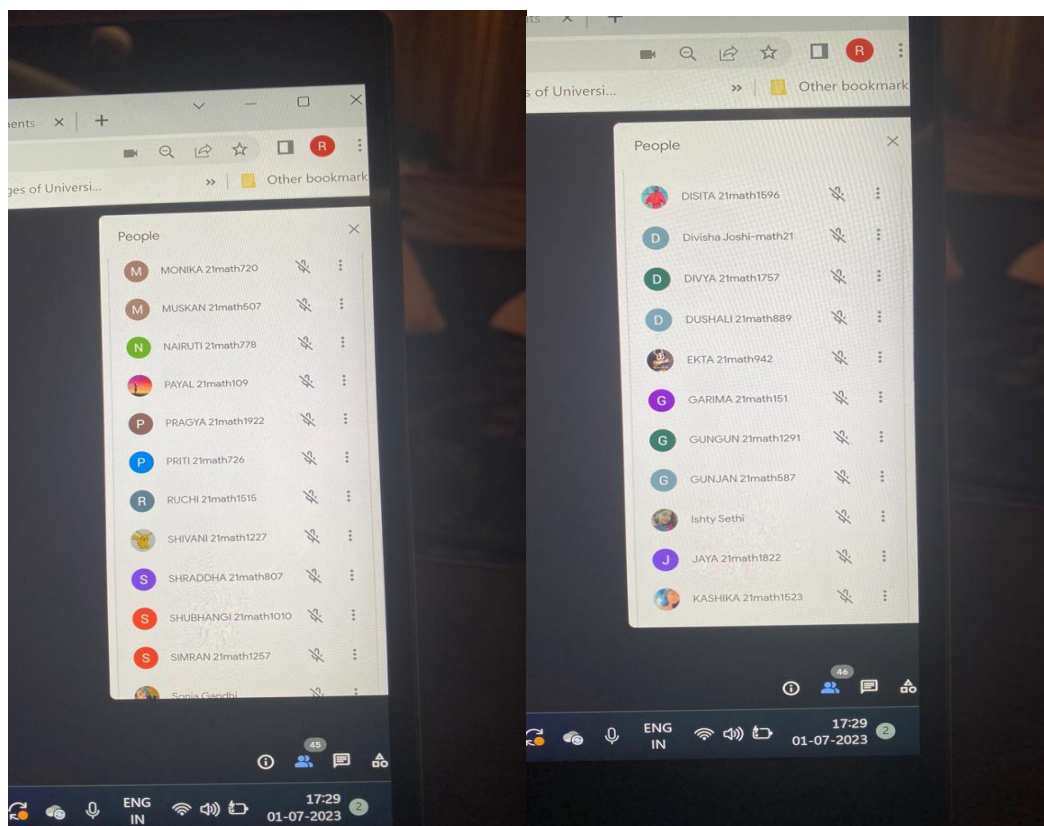 ents
Other bookmark
ges of Universi...
R
People
M MONIKA 21math720
M MUSKAN 21math507
N NAIRUTI 21math778
PAYAL 21math109
P PRAGYA 21math1922
P PRITI 21math726
R RUCHI 21math1515
SHIVANI 21math1227
S SHRADDHA 21math807
S SHUBHANGI 21math1010
S SIMRAN 21math1257
Sonia Gandhi
45
ENG
IN
17:29
01-07-2023
2
ts
R
s of Universi...
Other bookmark
People
DISITA 21math1596
D Divisha Joshi-math21
D DIVYA 21math1757
D DUSHALI 21math889
EKTA 21math942
G GARIMA 21math151
G GUNGUN 21math1291
G GUNJAN 21math587
Ishty Sethi
J JAYA 21math1822
KASHIKA 21math1523
46
ENG
IN
17:29
01-07-2023
2